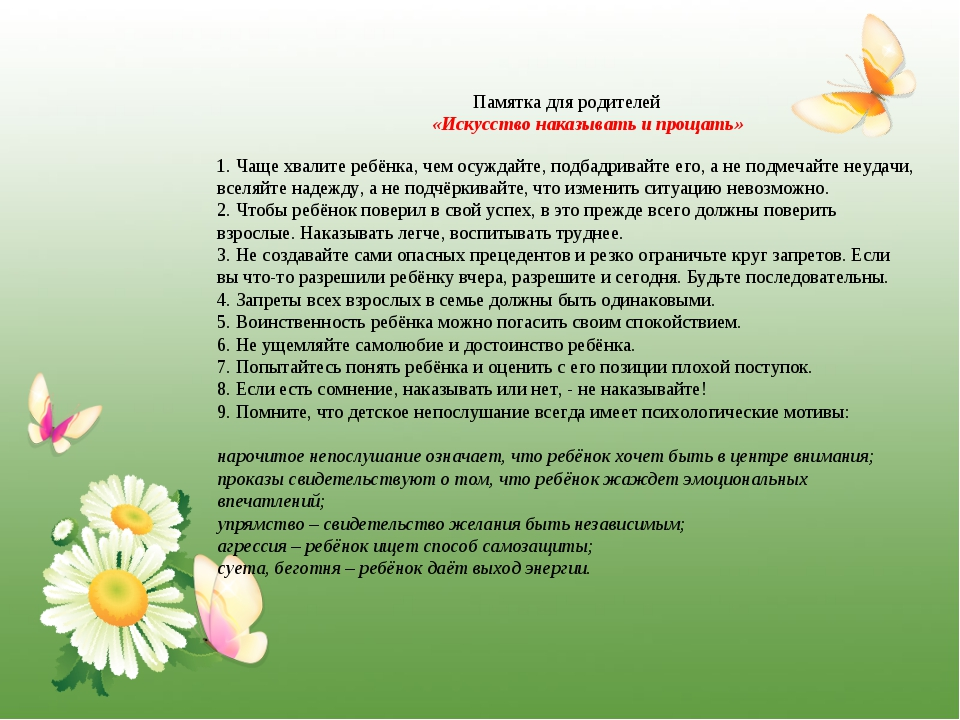 Памятка для родителей
«Искусство наказывать и прощать»
1. Чаще хвалите ребёнка, чем осуждайте, подбадривайте его, а не подмечайте неудачи,
вселяйте надежду, а не подчёркивайте, что изменить ситуацию невозможно.
2. Чтобы ребёнок поверил в свой успех, в это прежде всего должны поверить
взрослые. Наказывать легче, воспитывать труднее.
3. Не создавайте сами опасных прецедентов и резко ограничьте круг запретов. Если
вы что-то разрешили ребёнку вчера, разрешите и сегодня. Будьте последовательны.
4. Запреты всех взрослых в семье должны быть одинаковыми.
5. Воинственность ребёнка можно погасить своим спокойствием.
6. Не ущемляйте самолюбие и достоинство ребёнка.
7. Попытайтесь понять ребёнка и оценить с его позиции плохой поступок.
8. Если есть сомнение, наказывать или нет, - не наказывайте!
9. Помните, что детское непослушание всегда имеет психологические мотивы:
нарочитое непослушание означает, что ребёнок хочет быть в центре внимания;
проказы свидетельствуют о том, что ребёнок жаждет эмоциональных
впечатлений;
упрямство – свидетельство желания быть независимым;
агрессия – ребёнок ищет способ самозащиты;
суета, беготня – ребёнок даёт выход энергии.